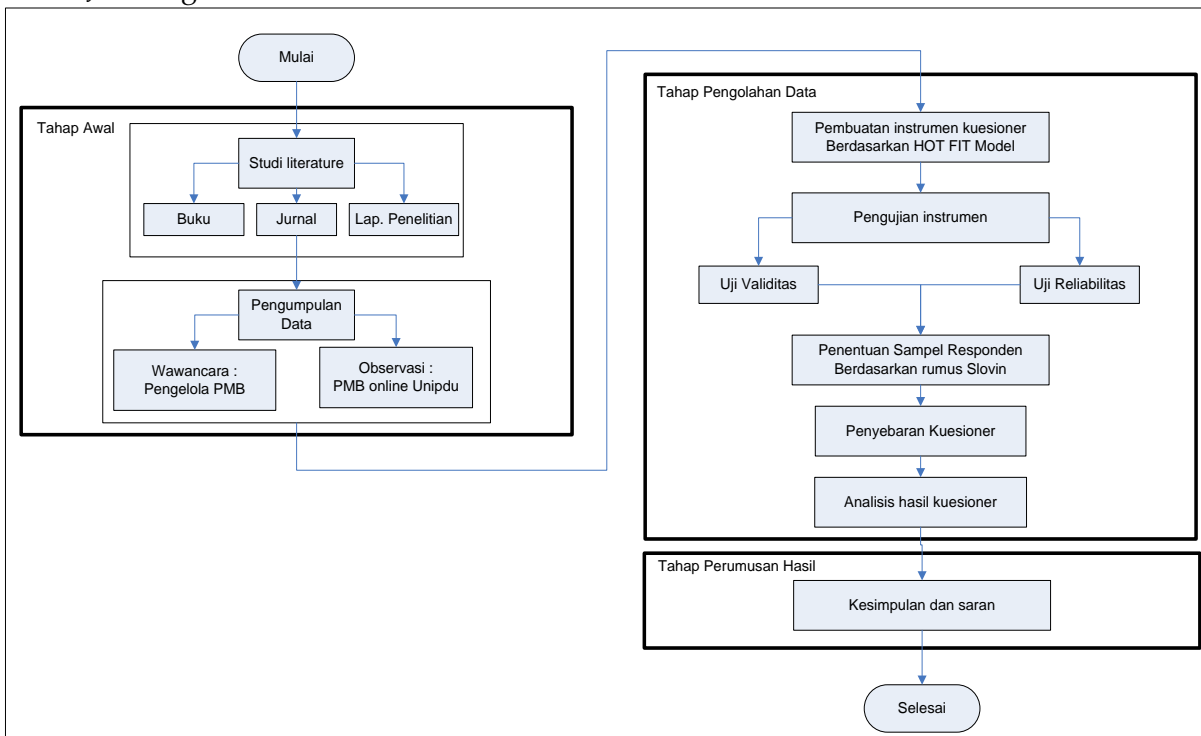 Mulai
Tahap Awal
Studi literature
Buku
Jurnal
Lap. Penelitian
Pengumpulan
Data
Wawancara :
Pengelola PMB
Observasi :
PMB online Unipdu
Tahap Pengolahan Data
Pembuatan instrumen kuesioner
Berdasarkan HOT FIT Model
Pengujian instrumen
Uji Validitas
Uji Reliabilitas
Penentuan Sampel Responden
Berdasarkan rumus Slovin
Penyebaran Kuesioner
Analisis hasil kuesioner
Tahap Perumusan Hasil
Kesimpulan dan saran
Selesai